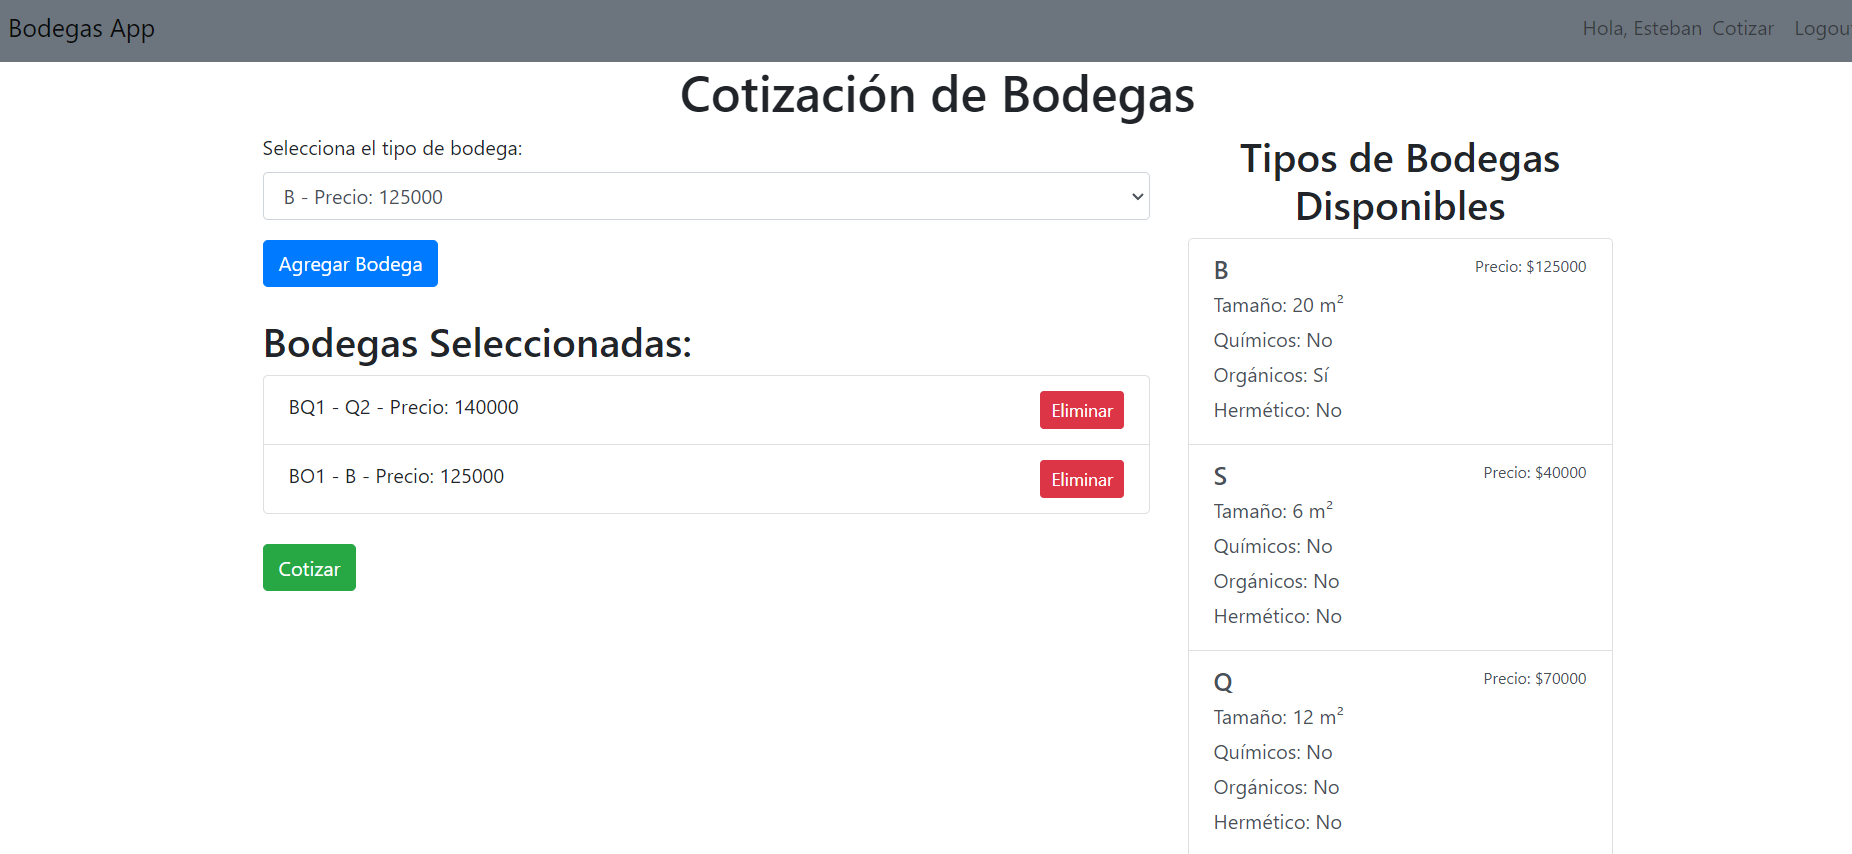 Bodegas App
Hola, Esteban Cotizar Logou
Cotización de Bodegas
Selecciona el tipo de bodega:
B - Precio: 125000
Agregar Bodega
Bodegas Seleccionadas:
BQ1 - Q2 - Precio: 140000 Eliminar
BO1 - B - Precio: 125000 Eliminar
Cotizar
Tipos de Bodegas
Disponibles
B Precio: $125000
Tamaño: 20 m²
Químicos: No
Orgánicos: Sí
Hermético: No
S Precio: $40000
Tamaño: 6 m²
Químicos: No
Orgánicos: No
Hermético: No
Q Precio: $70000
Tamaño: 12 m²
Químicos: No
Orgánicos: No
Hermético: No